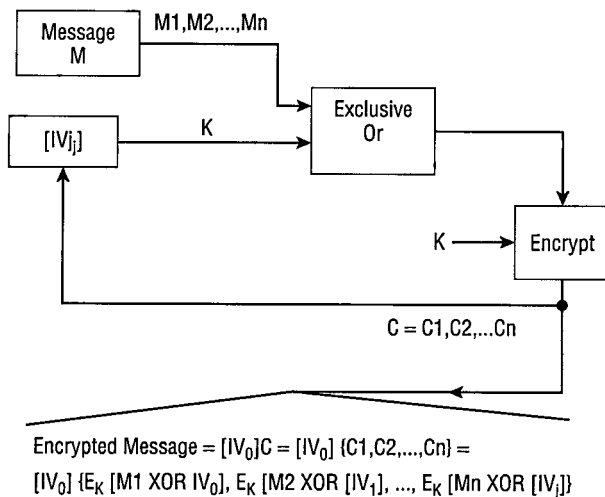 Message
M
M1,M2,...,Mn
[IVjⱼ]
K
Exclusive
Or
K
Encrypt
C = C1,C2,...Cn
Encrypted Message = [IV₀]C = [IV₀] {C1,C2,...,Cn} =
[IV₀] {Eₖ [M1 XOR IV₀], Eₖ [M2 XOR [IV₁], ..., Eₖ [Mn XOR [IVⱼ]}